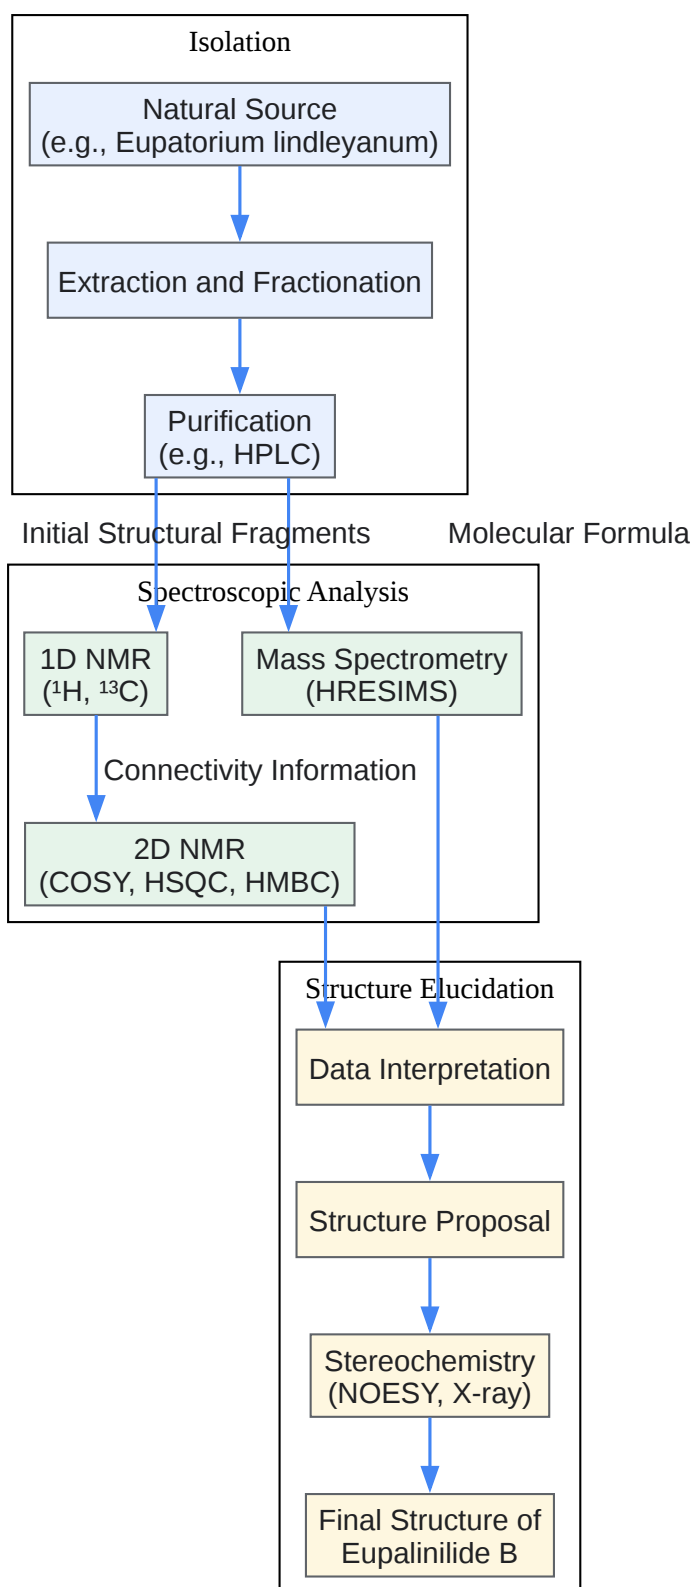 Isolation
Natural Source
(e.g., Eupatorium lindleyanum)
Extraction and Fractionation
Purification
(e.g., HPLC)
Initial Structural Fragments
Molecular Formula
Spectroscopic Analysis
1D NMR
(¹H, ¹³C)
Mass Spectrometry
(HRESIMS)
Connectivity Information
2D NMR
(COSY, HSQC, HMBC)
Structure Elucidation
Data Interpretation
Structure Proposal
Stereochemistry
(NOESY, X-ray)
Final Structure of
Eupalinilide B